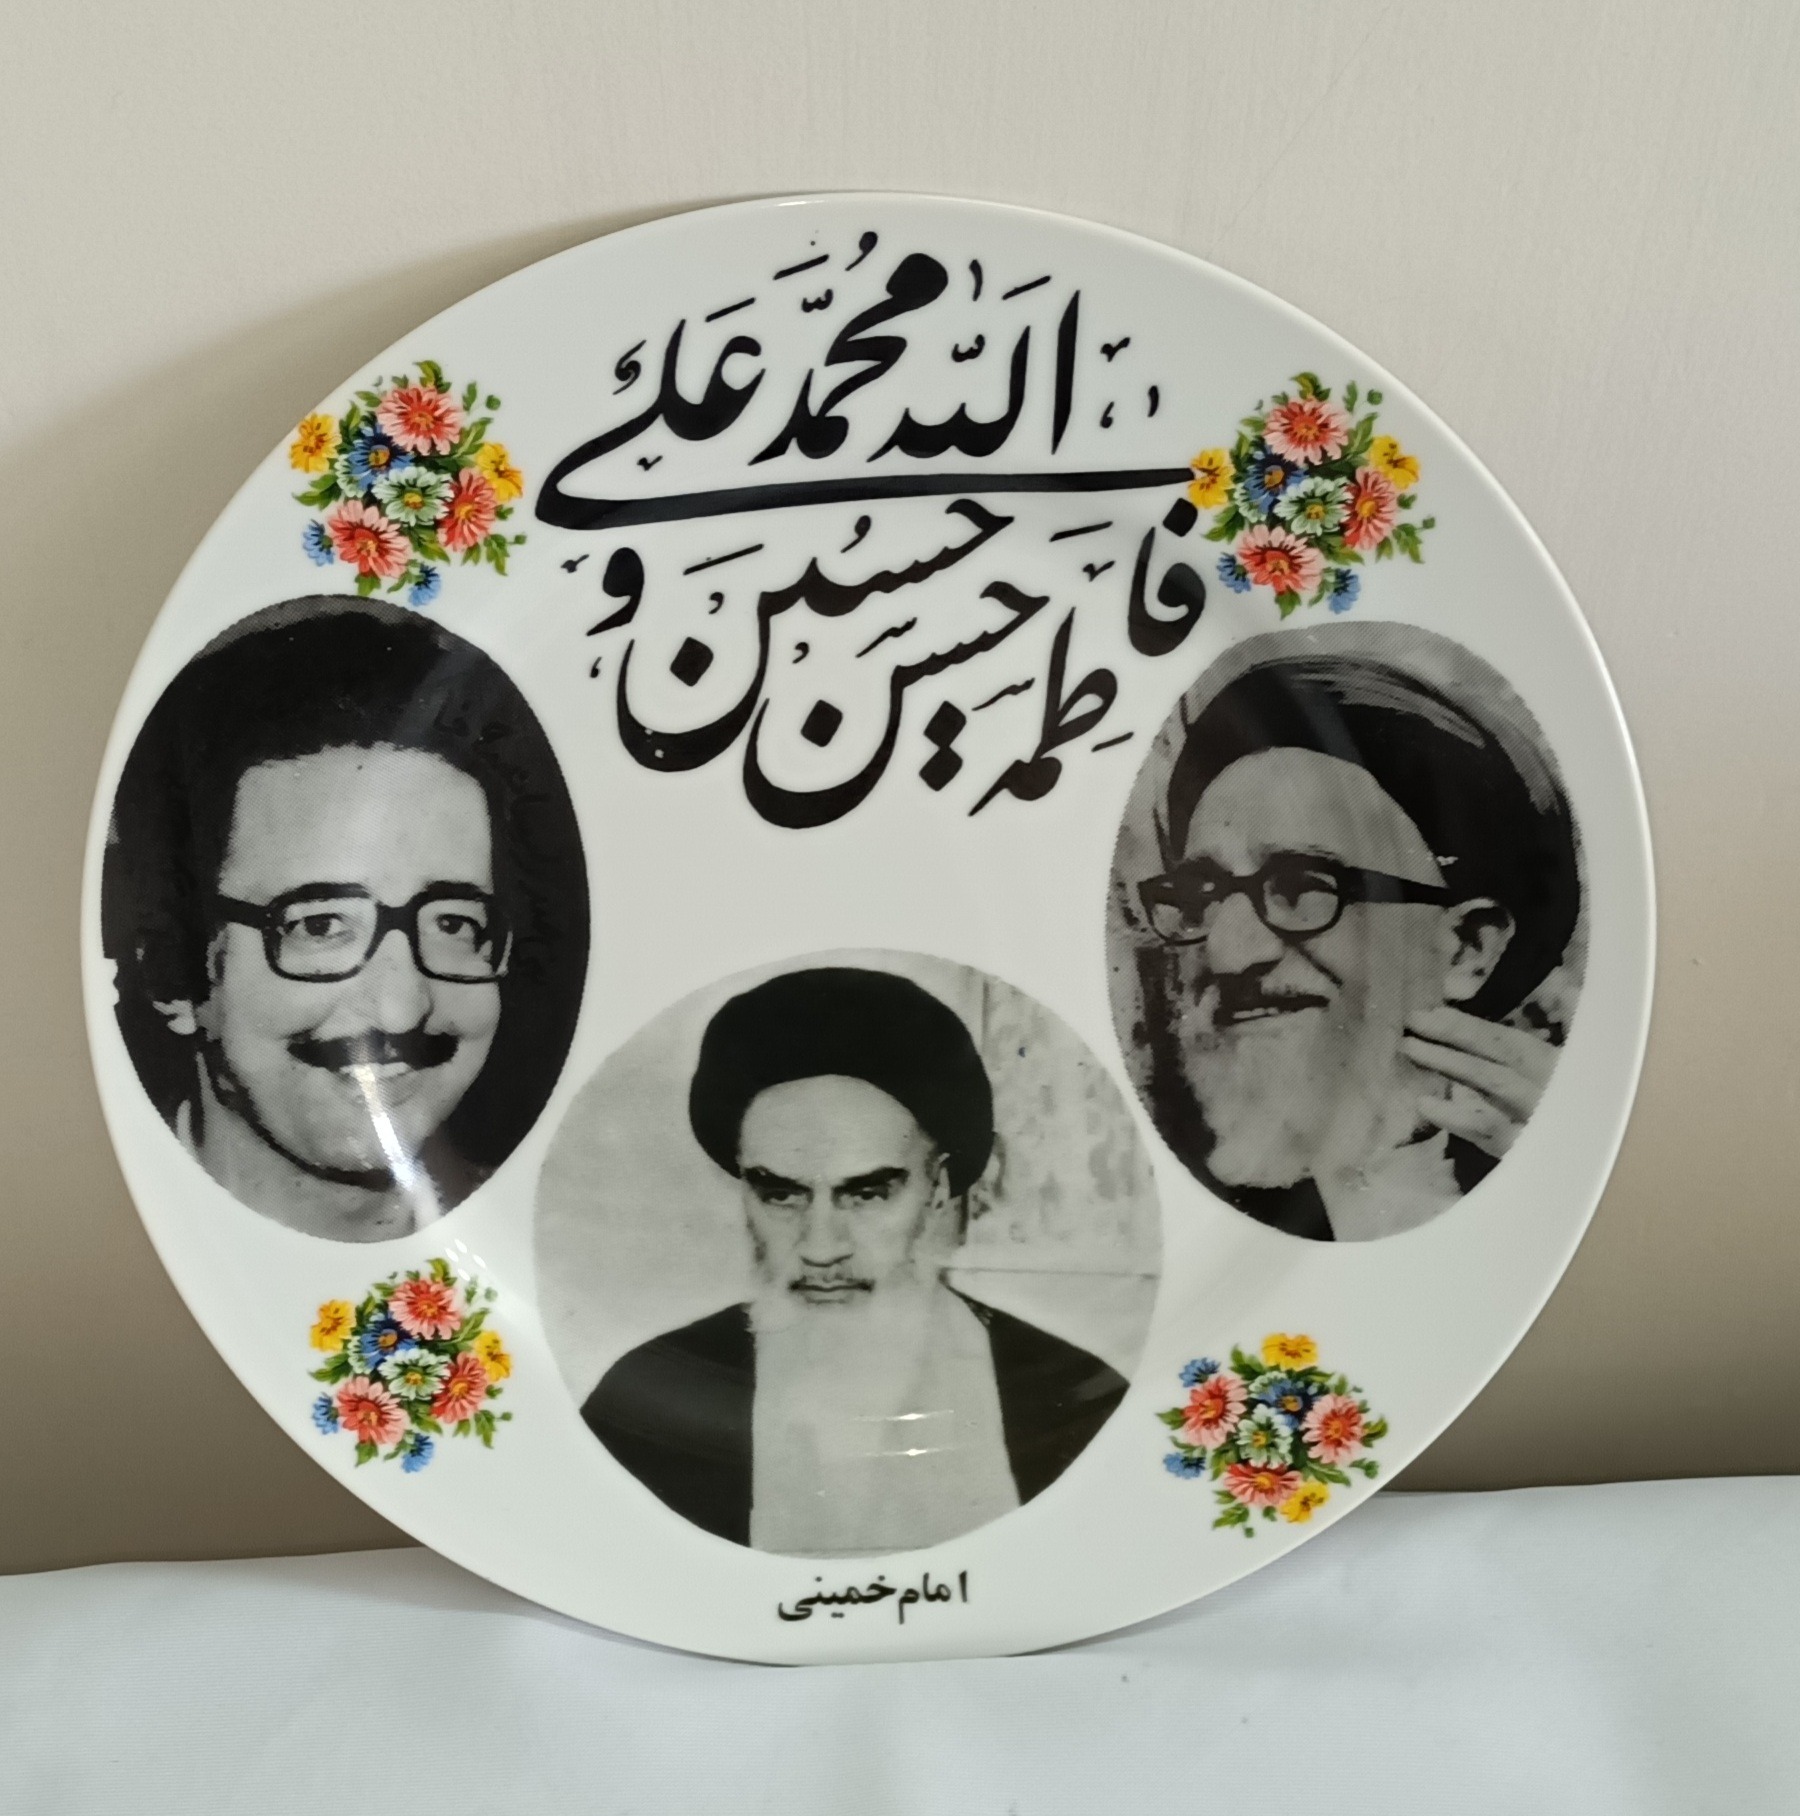 الله محمد علی
فاطمه حسن و حسین
امام خمینی